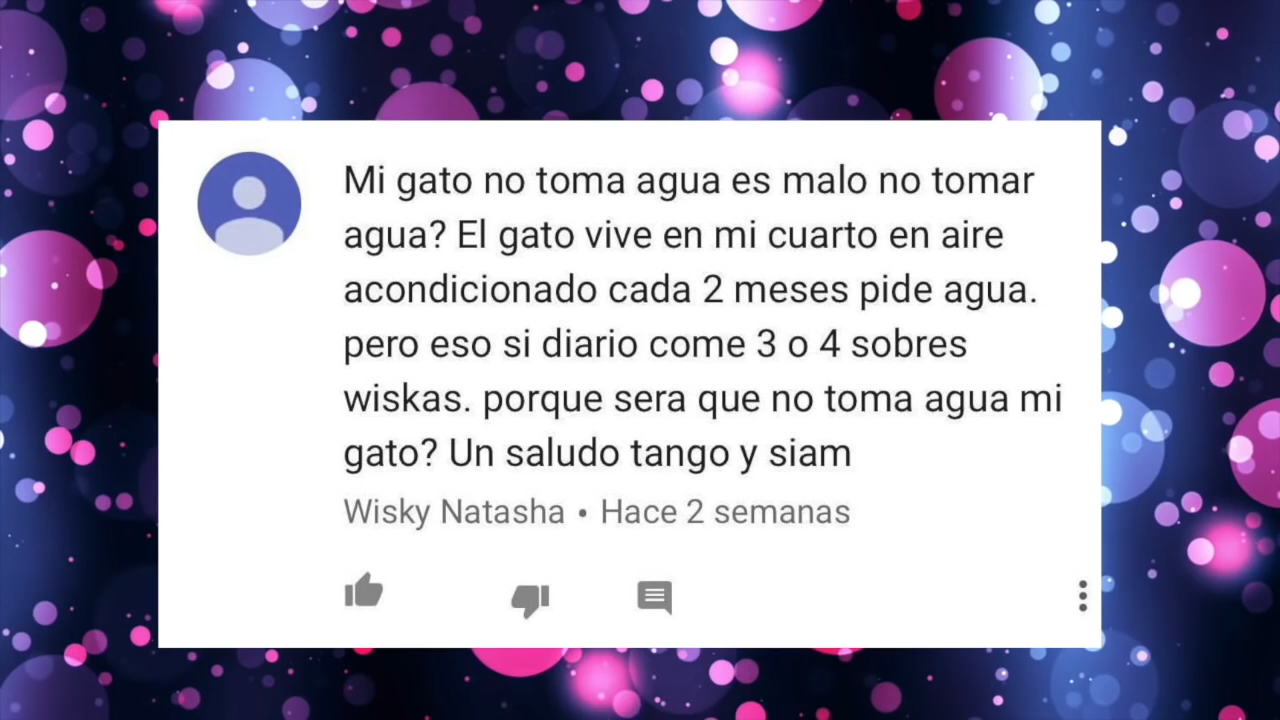 Mi gato no toma agua es malo no tomar
agua? El gato vive en mi cuarto en aire
acondicionado cada 2 meses pide agua.
pero eso si diario come 3 o 4 sobres
wiskas. porque sera que no toma agua mi
gato? Un saludo tango y siam
Wisky Natasha • Hace 2 semanas